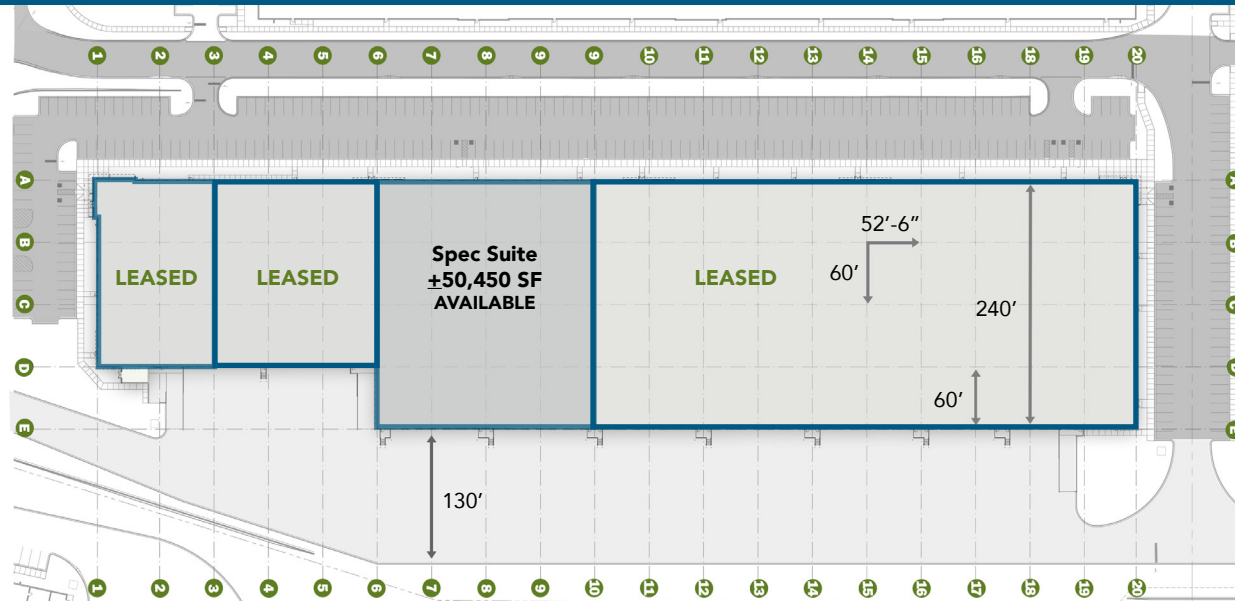 1 2 3 4 5 6 7 8 9 10 11 12 13 14 15 16 17 18 19 20
A A
B B
C C
D D
E E
LEASED
LEASED
Spec Suite
±50,450 SF
AVAILABLE
LEASED
52'-6"
60'
240'
60'
130'
1 2 3 4 5 6 7 8 9 10 11 12 13 14 15 16 17 18 19 20